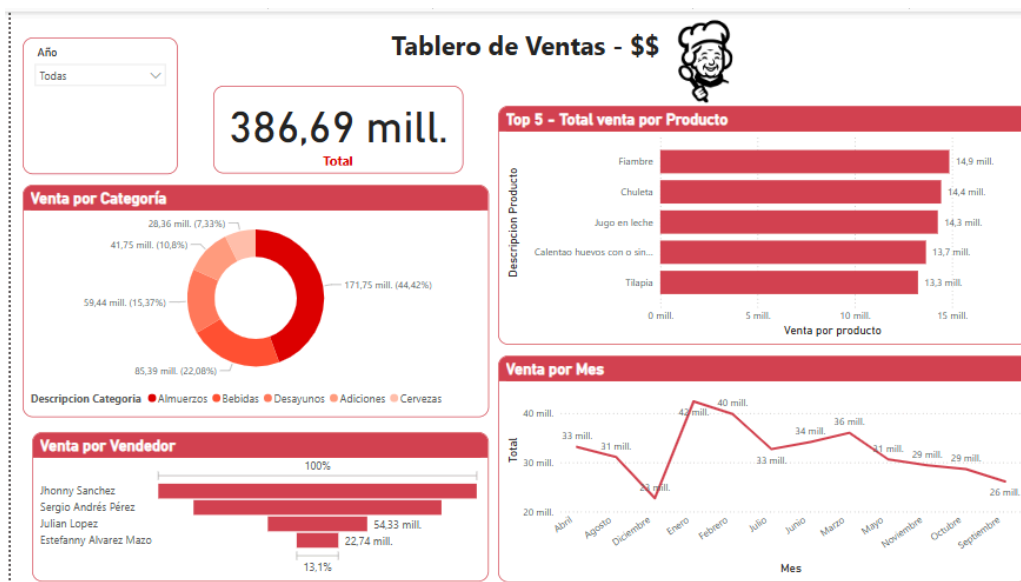 Tablero de Ventas - $$
Año
Todas
386,69 mill.
Total
Top 5 - Total venta por Producto
Descripcion Producto
Fiambre
14,9 mill.
Chuleta
14,4 mill.
Jugo en leche
14,3 mill.
Calentao huevos con o sin...
13,7 mill.
Tilapia
13,3 mill.
0 mill.
5 mill.
10 mill.
15 mill.
Venta por producto
Venta por Categoría
28,36 mill. (7,33%)
41,75 mill. (10,8%)
171,75 mill. (44,42%)
59,44 mill. (15,37%)
85,39 mill. (22,08%)
Descripcion Categoria Almuerzos Bebidas Desayunos Adiciones Cervezas
Venta por Mes
Total
40 mill.
30 mill.
20 mill.
33 mill.
31 mill.
23 mill.
42 mill.
40 mill.
33 mill.
34 mill.
36 mill.
31 mill.
29 mill.
29 mill.
26 mill.
Abril
Agosto
Diciembre
Enero
Febrero
Julio
Junio
Marzo
Mayo
Noviembre
Octubre
Septiembre
Mes
Venta por Vendedor
100%
Jhonny Sanchez
Sergio Andrés Pérez
Julian Lopez
54,33 mill.
Estefanny Alvarez Mazo
22,74 mill.
13,1%